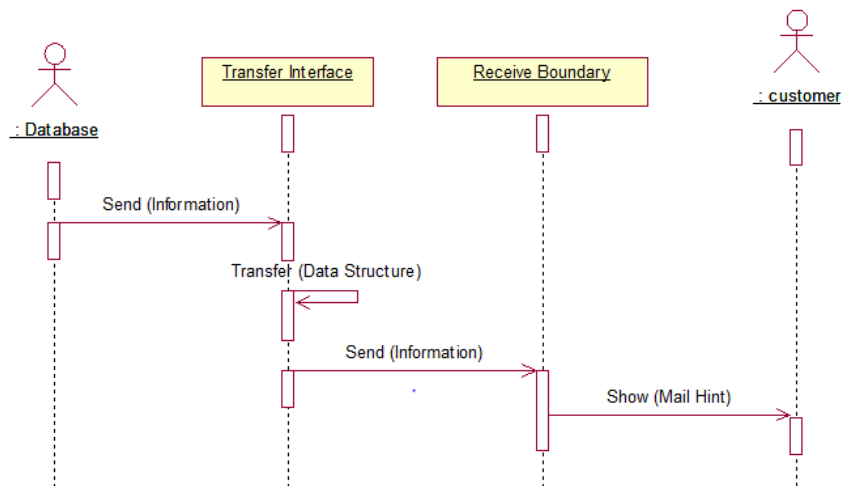 Transfer Interface
Receive Boundary
: customer
: Database
Send (Information)
Transfer (Data Structure)
Send (Information)
Show (Mail Hint)